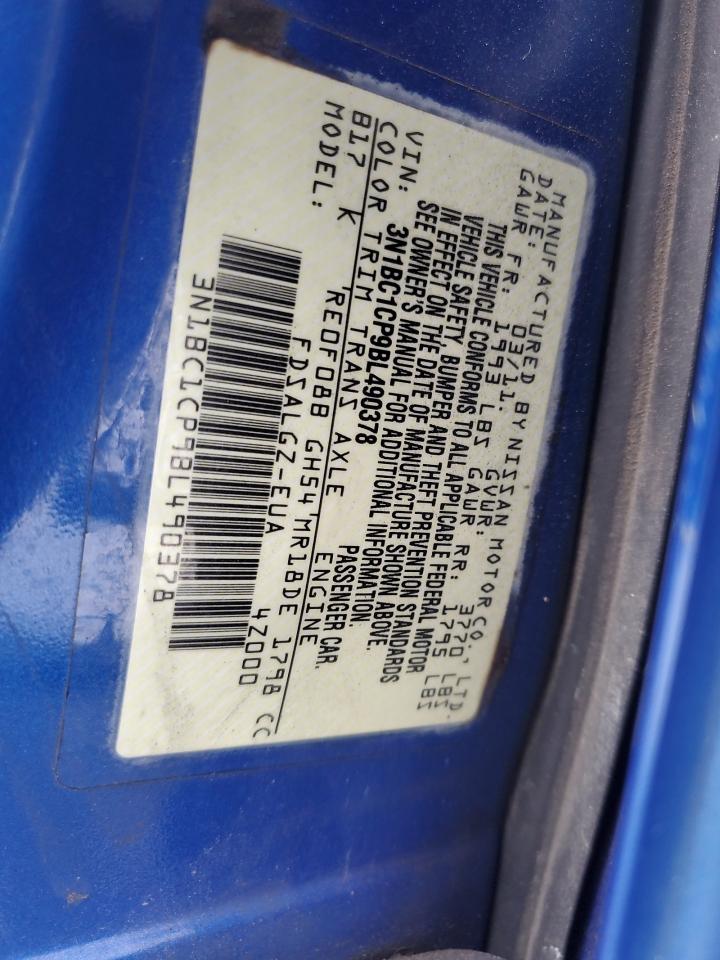 MANUFACTURED BY NISSAN MOTOR CO., LTD.
DATE: 03/11. GVWR: 3770 LBS
GAWR FR: 1993 LBS GAWR RR: 1795 LBS
THIS VEHICLE CONFORMS TO ALL APPLICABLE FEDERAL MOTOR
VEHICLE SAFETY, BUMPER AND THEFT PREVENTION STANDARDS
IN EFFECT ON THE DATE OF MANUFACTURE SHOWN ABOVE.
SEE OWNER'S MANUAL FOR ADDITIONAL INFORMATION.
VIN: 3N1BC1CP9BL490378 PASSENGER CAR.
COLOR TRIM TRANS AXLE ENGINE
B17 K RE0F08B GH54 MR18DE 1798 CC
MODEL: FDSALGZ-EUA 4Z000
3N1BC1CP9BL490378